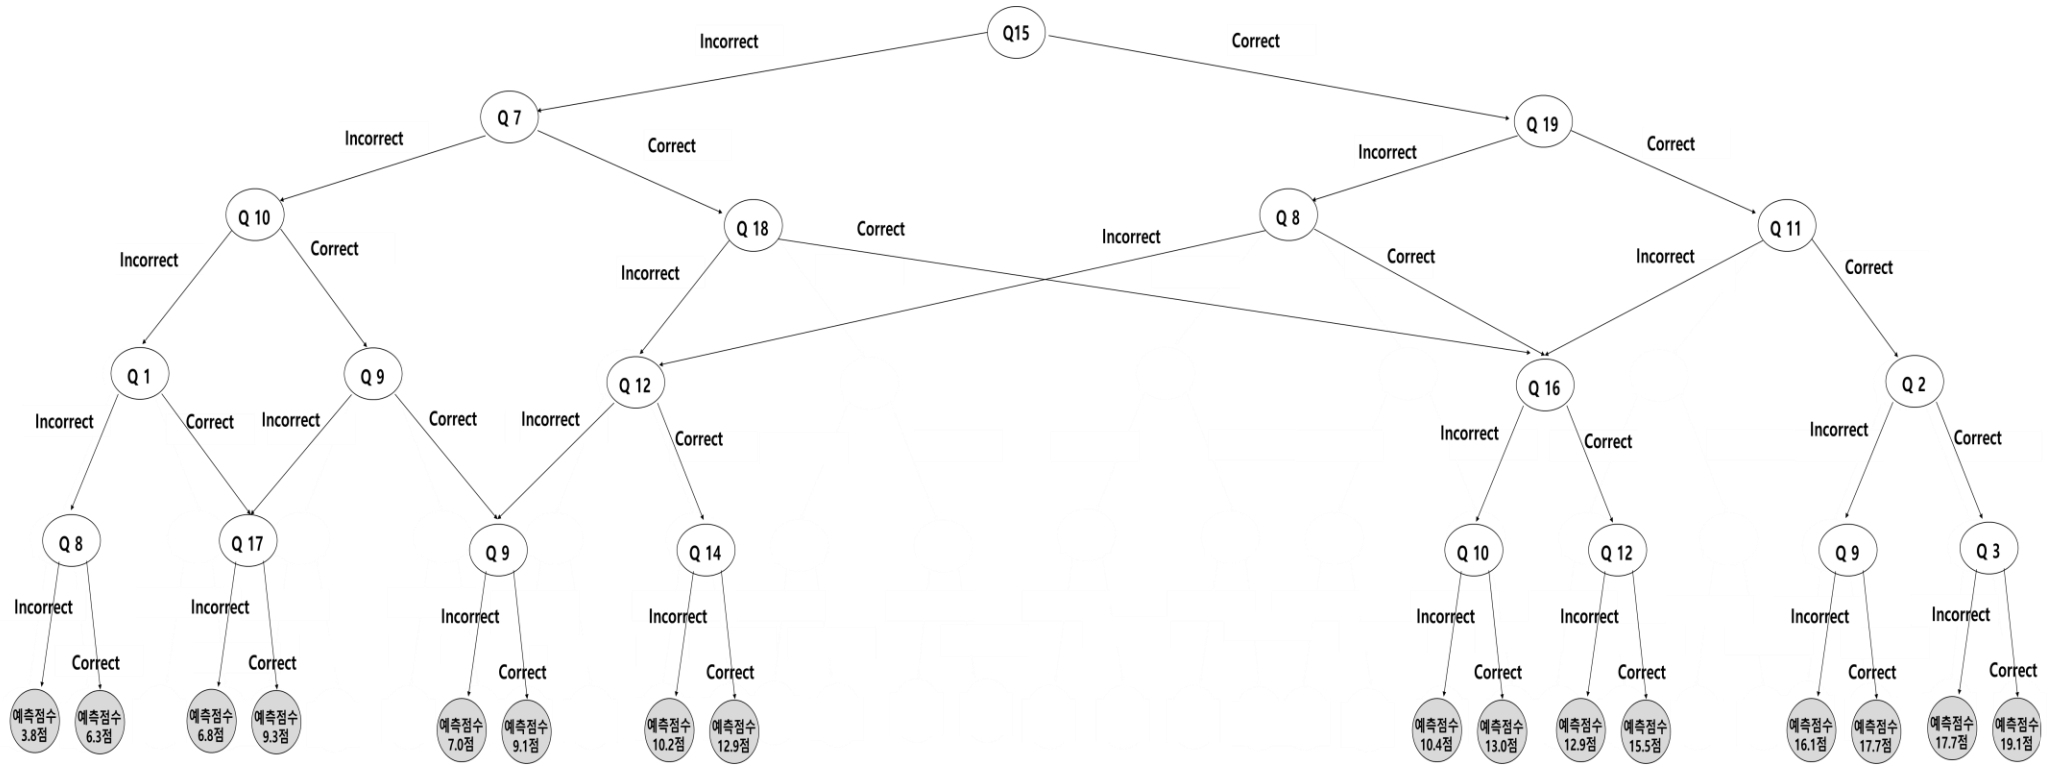 Q15
Incorrect
Correct
Q 7
Q 19
Incorrect
Correct
Incorrect
Correct
Q 10
Q 18
Q 8
Q 11
Incorrect
Correct
Incorrect
Correct
Incorrect
Correct
Incorrect
Correct
Q 1
Q 9
Q 12
Q 16
Q 2
Incorrect
Correct
Incorrect
Correct
Incorrect
Correct
Incorrect
Correct
Incorrect
Correct
Q 8
Q 17
Q 9
Q 14
Q 10
Q 12
Q 9
Q 3
Incorrect
Correct
Incorrect
Correct
Incorrect
Correct
Incorrect
Correct
Incorrect
Correct
Incorrect
Correct
Incorrect
Correct
Incorrect
Correct
예측점수
3.8점
예측점수
6.3점
예측점수
6.8점
예측점수
9.3점
예측점수
7.0점
예측점수
9.1점
예측점수
10.2점
예측점수
12.9점
예측점수
10.4점
예측점수
13.0점
예측점수
12.9점
예측점수
15.5점
예측점수
16.1점
예측점수
17.7점
예측점수
17.7점
예측점수
19.1점